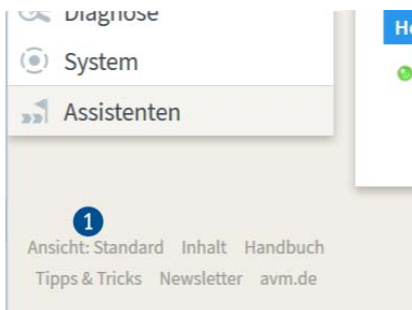 Diagnose
System
Assistenten
1
Ansicht: Standard Inhalt Handbuch
Tipps & Tricks Newsletter avm.de